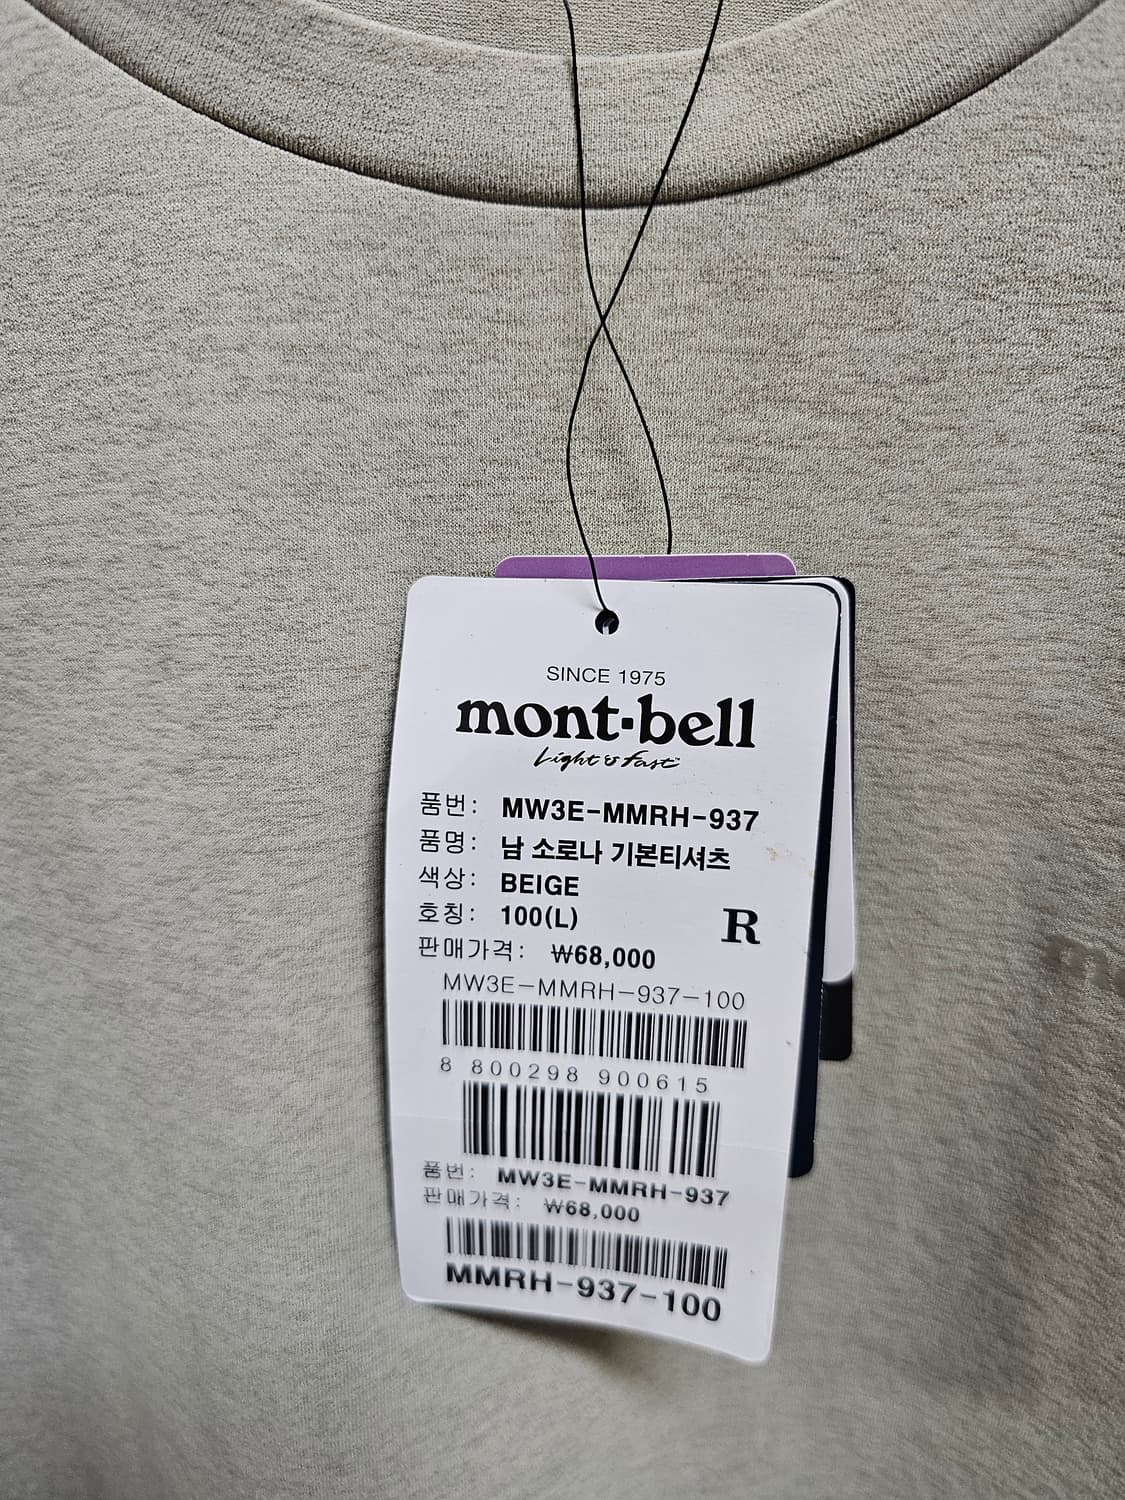 SINCE 1975
mont-bell
Light & Fast™
품번: MW3E-MMRH-937
품명: 남 소로나 기본티셔츠
색상: BEIGE
호칭: 100(L)
R
판매가격: ₩68,000
MW3E-MMRH-937-100
8 800298 900615
품번: MW3E-MMRH-937
판매가격: ₩68,000
MMRH-937-100